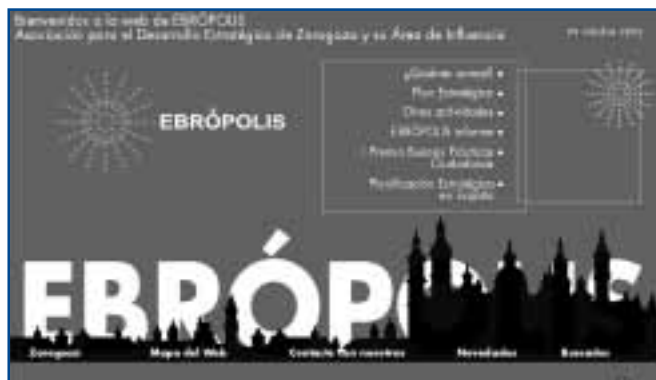 Bienvenidos a la web de EBRÓPOLIS
Asociación para el Desarrollo Estratégico de Zaragoza y su Área de Influencia
¿Quiénes somos?
Plan Estratégico
Otras actividades
EBRÓPOLIS informa
I Premio Buenas Prácticas
Ciudadanas
Planificación Estratégica
en español
EBRÓPOLIS
EBRÓPOLIS
Zaragoza
Mapa del Web
Contacte con nosotros
Novedades
Buscador